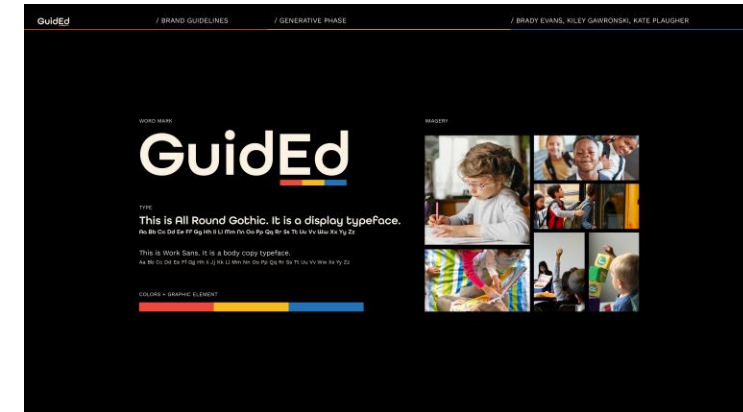 GuidEd
/ BRAND GUIDELINES
/ GENERATIVE PHASE
/ BRADY EVANS, KILEY GAWRONSKI, KATE PLAUGHER
WORD MARK
GuidEd
TYPE
This is All Round Gothic. It is a display typeface.
Aa Bb Cc Dd Ee Ff Gg Hh Ii Jj Ll Mm Nn Oo Pp Qq Rr Ss Tt Uu Vv Ww Xx Yy Zz
This is Work Sans. It is a body copy typeface.
Aa Bb Cc Dd Ee Ff Gg Hh Ii Jj Kk Ll Mm Nn Oo Pp Qq Rr Ss Tt Uu Vv Ww Xx Yy Zz
COLORS + GRAPHIC ELEMENT
IMAGERY